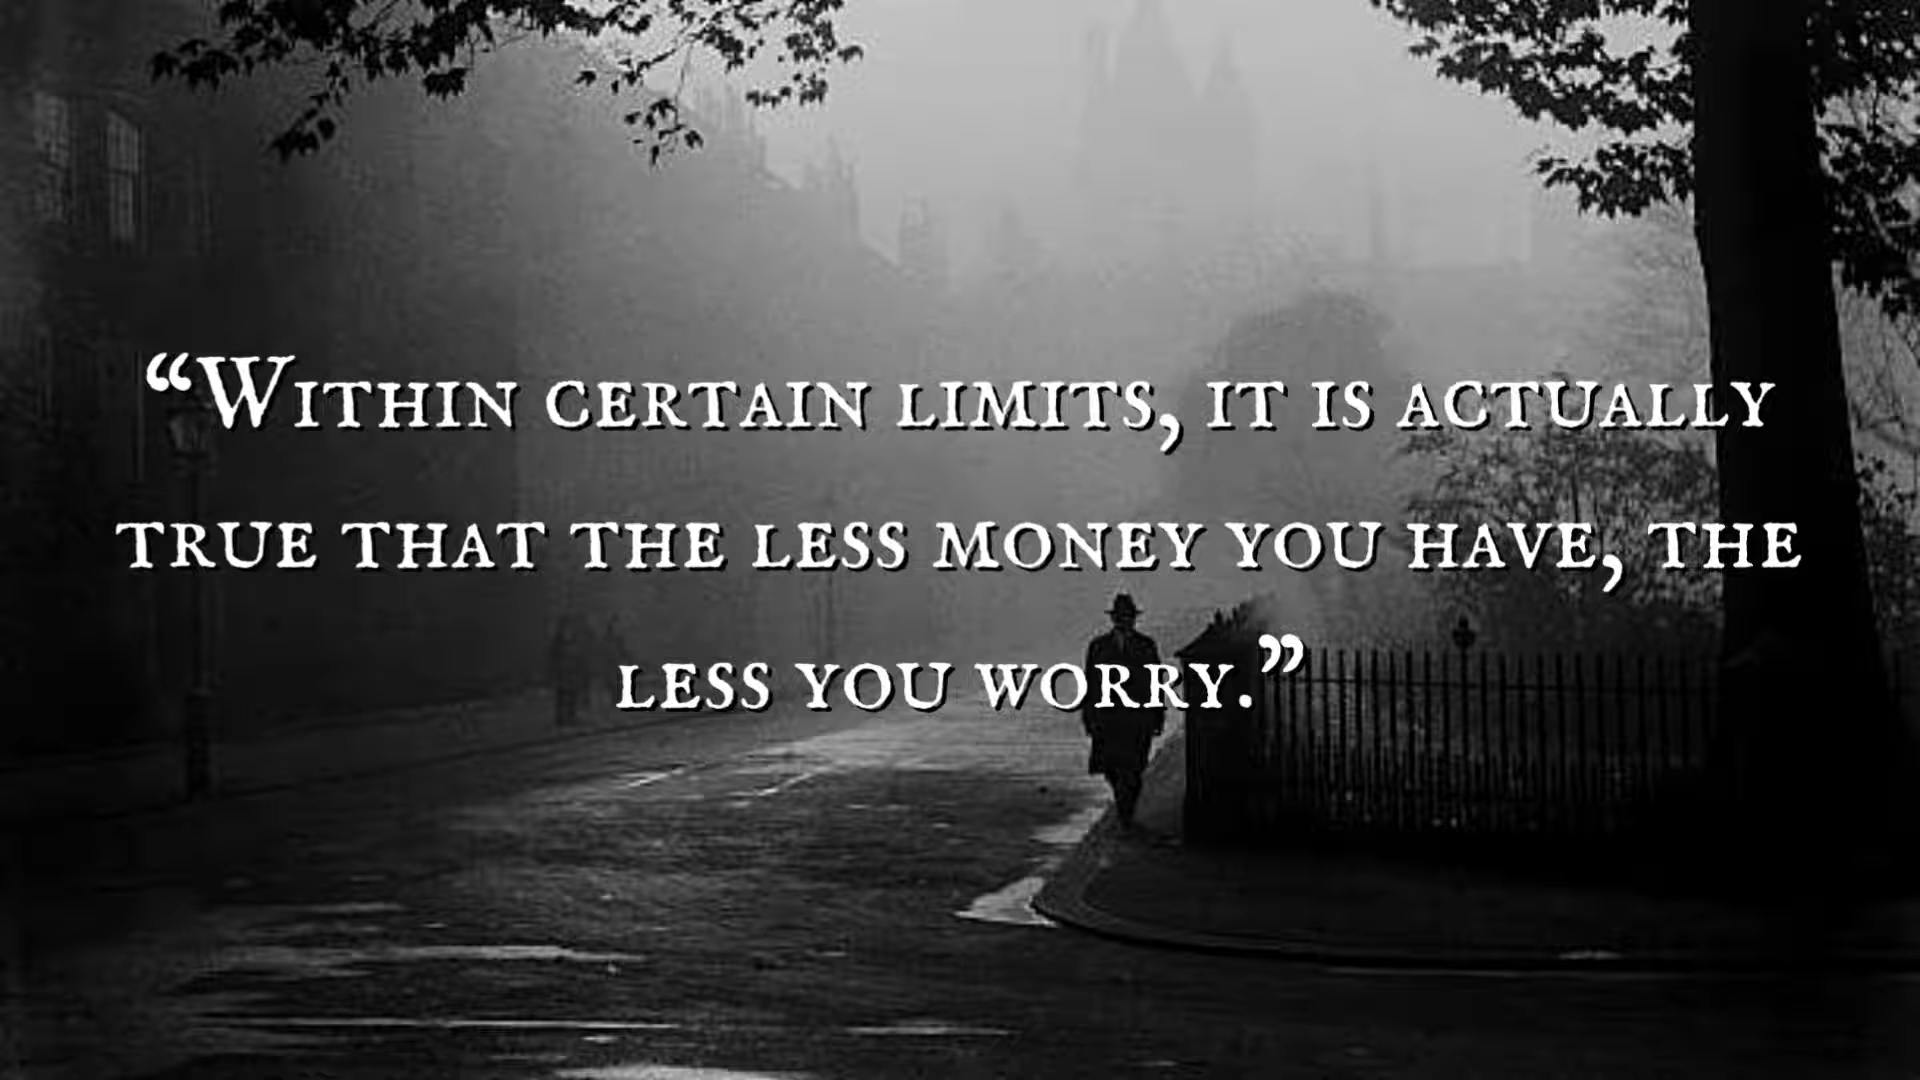 “Within certain limits, it is actually
true that the less money you have, the
less you worry.”